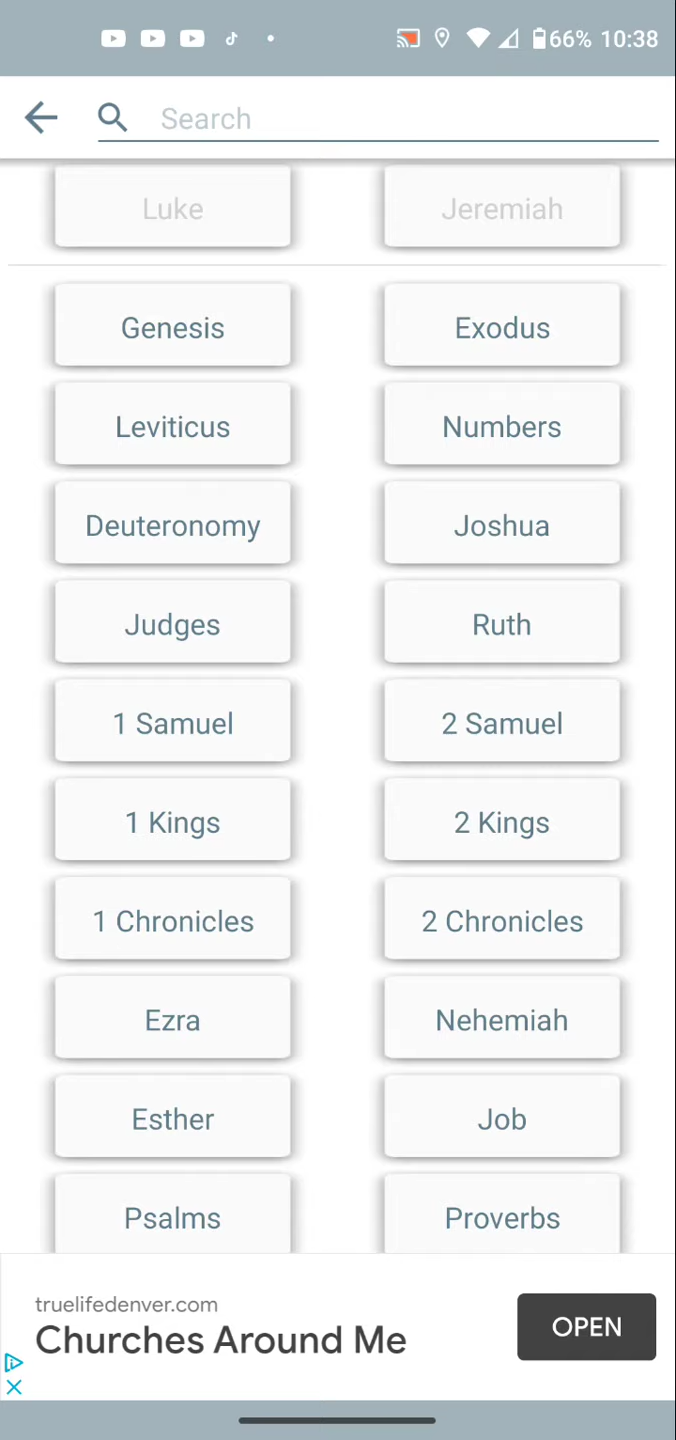 66% 10:38
Search
Luke Jeremiah
Genesis Exodus
Leviticus Numbers
Deuteronomy Joshua
Judges Ruth
1 Samuel 2 Samuel
1 Kings 2 Kings
1 Chronicles 2 Chronicles
Ezra Nehemiah
Esther Job
Psalms Proverbs
truelifedenver.com
Churches Around Me
OPEN